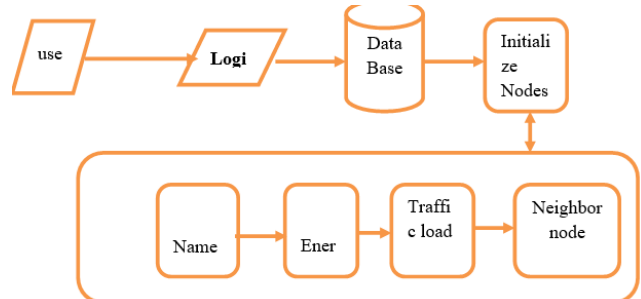 use
Logi
Data
Base
Initiali
ze
Nodes
Name
Ener
Traffi
c load
Neighbor
node